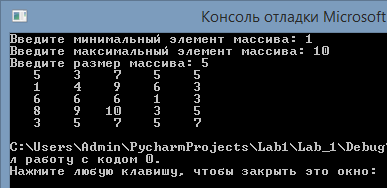 Консоль отладки Microsoft
Введите минимальный элемент массива: 1
Введите максимальный элемент массива: 10
Введите размер массива: 5
5 3 7 5 5
1 4 9 6 3
6 6 6 1 3
8 9 10 3 5
3 5 7 5 7
C:\Users\Admin\PycharmProjects\Lab1\Lab_1\Debug
л работу с кодом 0.
Нажмите любую клавишу, чтобы закрыть это окно: